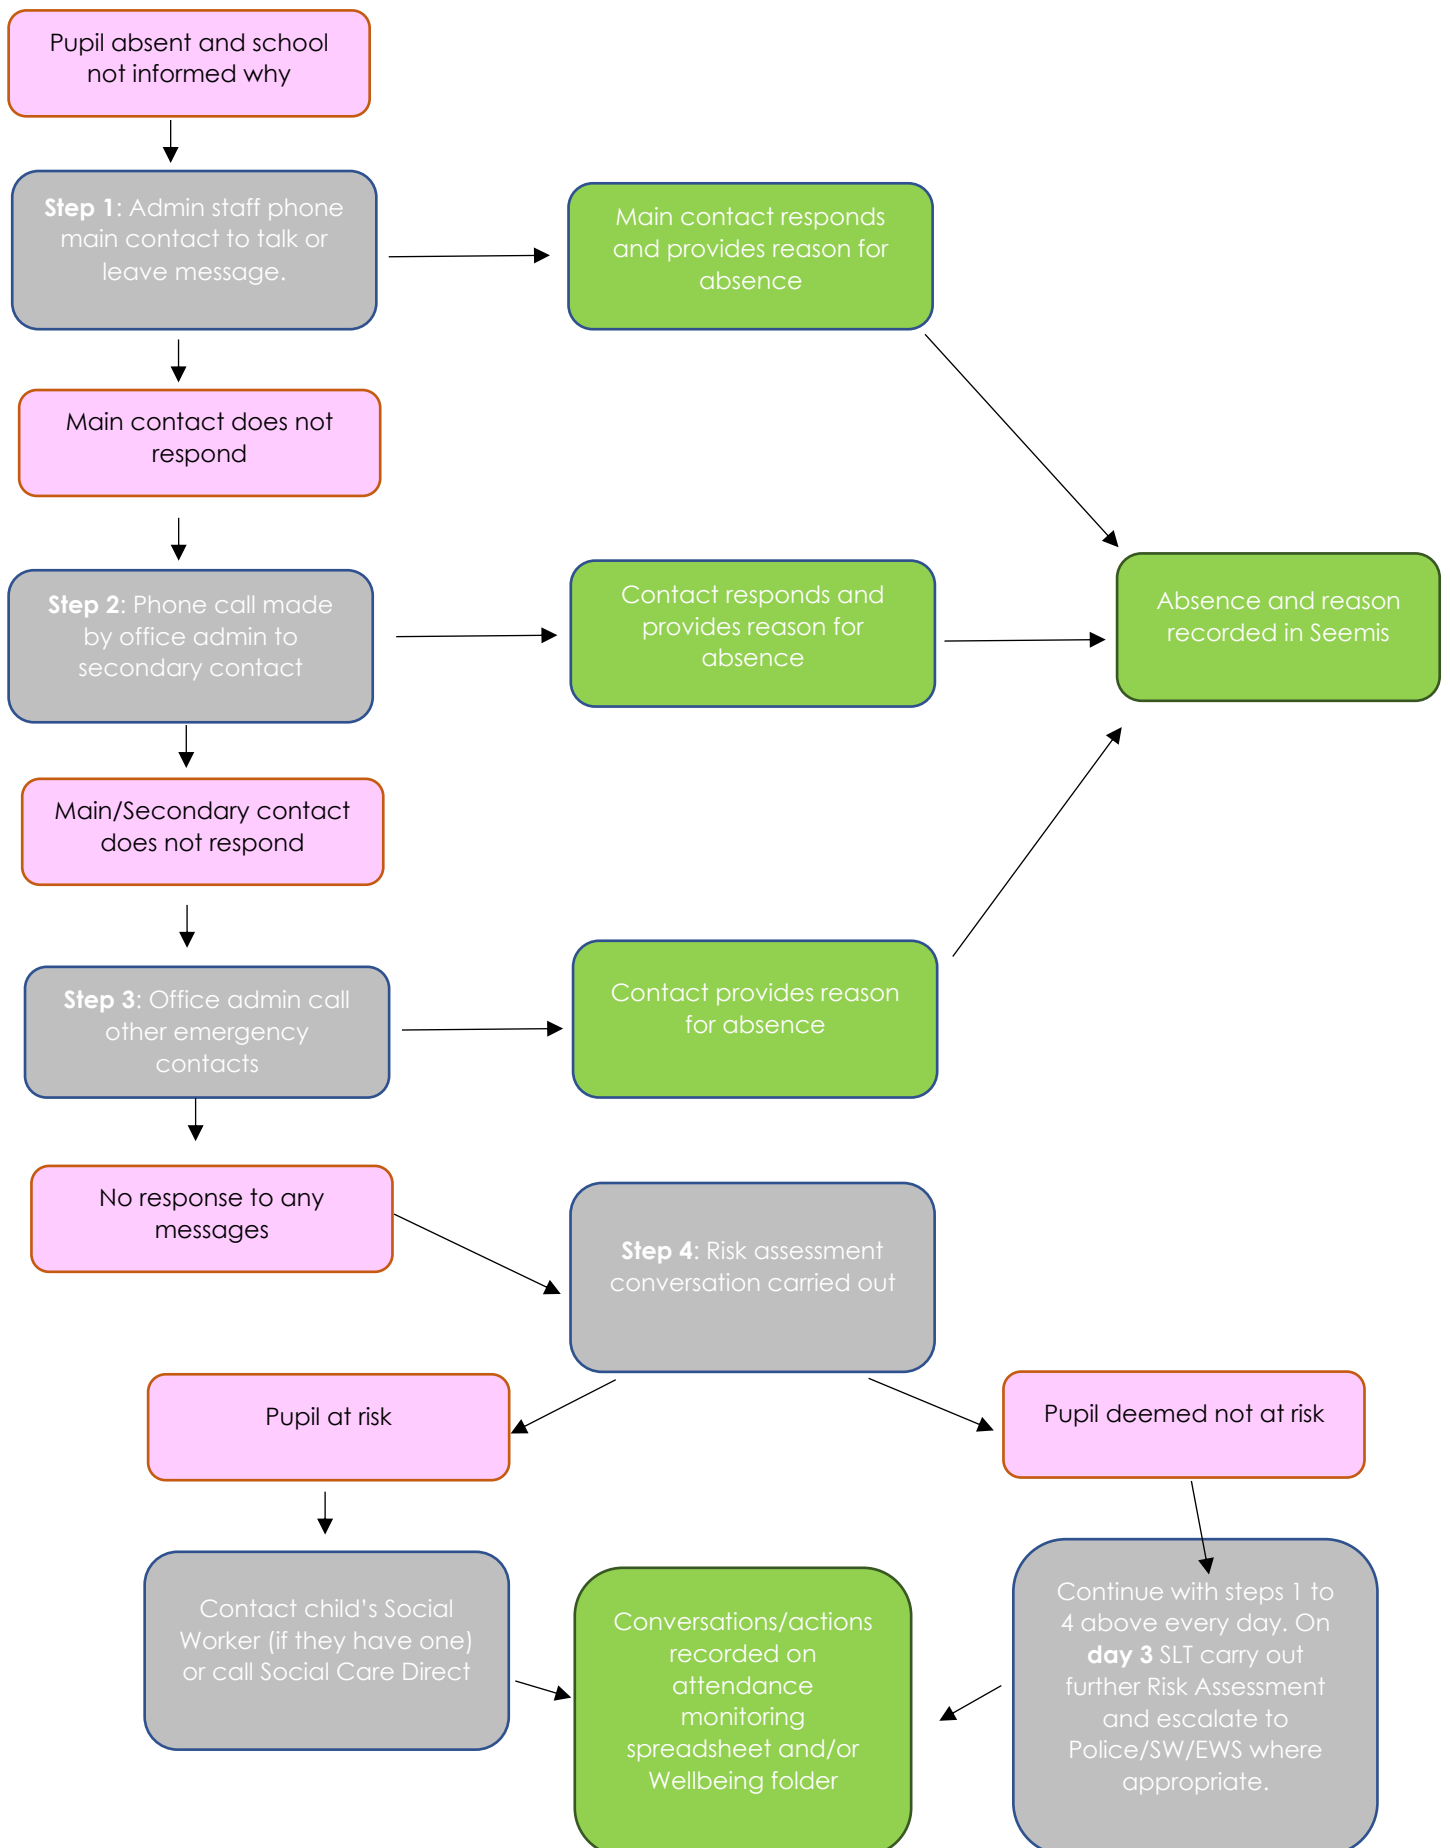 Pupil absent and school
not informed why
Step 1: Admin staff phone
main contact to talk or
leave message.
Main contact responds
and provides reason for
absence
Main contact does not
respond
Step 2: Phone call made
by office admin to
secondary contact
Contact responds and
provides reason for
absence
Absence and reason
recorded in Seemis
Main/Secondary contact
does not respond
Step 3: Office admin call
other emergency
contacts
Contact provides reason
for absence
No response to any
messages
Step 4: Risk assessment
conversation carried out
Pupil at risk
Pupil deemed not at risk
Contact child’s Social
Worker (if they have one)
or call Social Care Direct
Conversations/actions
recorded on
attendance
monitoring
spreadsheet and/or
Wellbeing folder
Continue with steps 1 to
4 above every day. On
day 3 SLT carry out
further Risk Assessment
and escalate to
Police/SW/EWS where
appropriate.